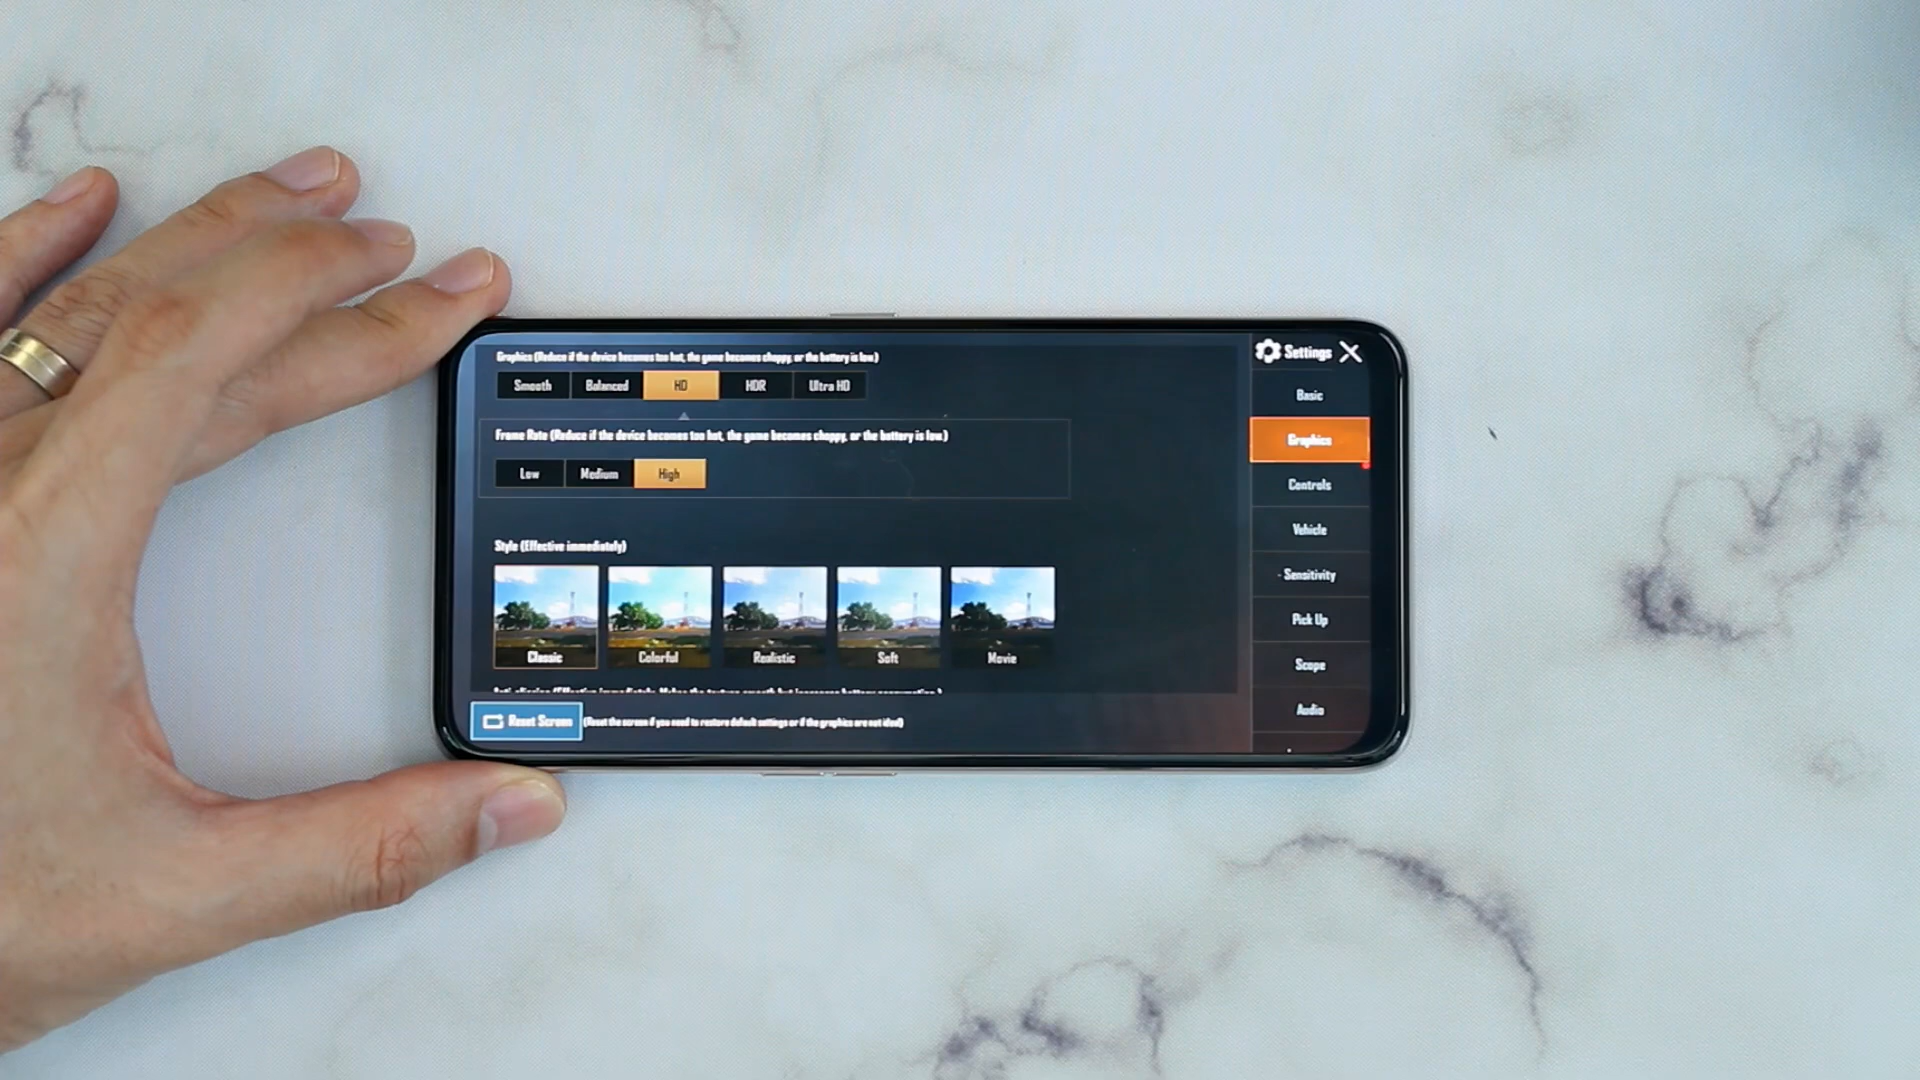 Graphics (Reduce if the device becomes too hot, the game becomes choppy, or the battery is low.)
Smooth Balanced HD HDR Ultra HD
Frame Rate (Reduce if the device becomes too hot, the game becomes choppy, or the battery is low.)
Low Medium High
Style (Effective immediately)
Classic Colorful Realistic Soft Movie
Reset Screen (Reset the screen if you need to restore default settings or if the graphics are not ideal)
Settings
Basic
Graphics
Controls
Vehicle
Sensitivity
Pick Up
Scope
Audio